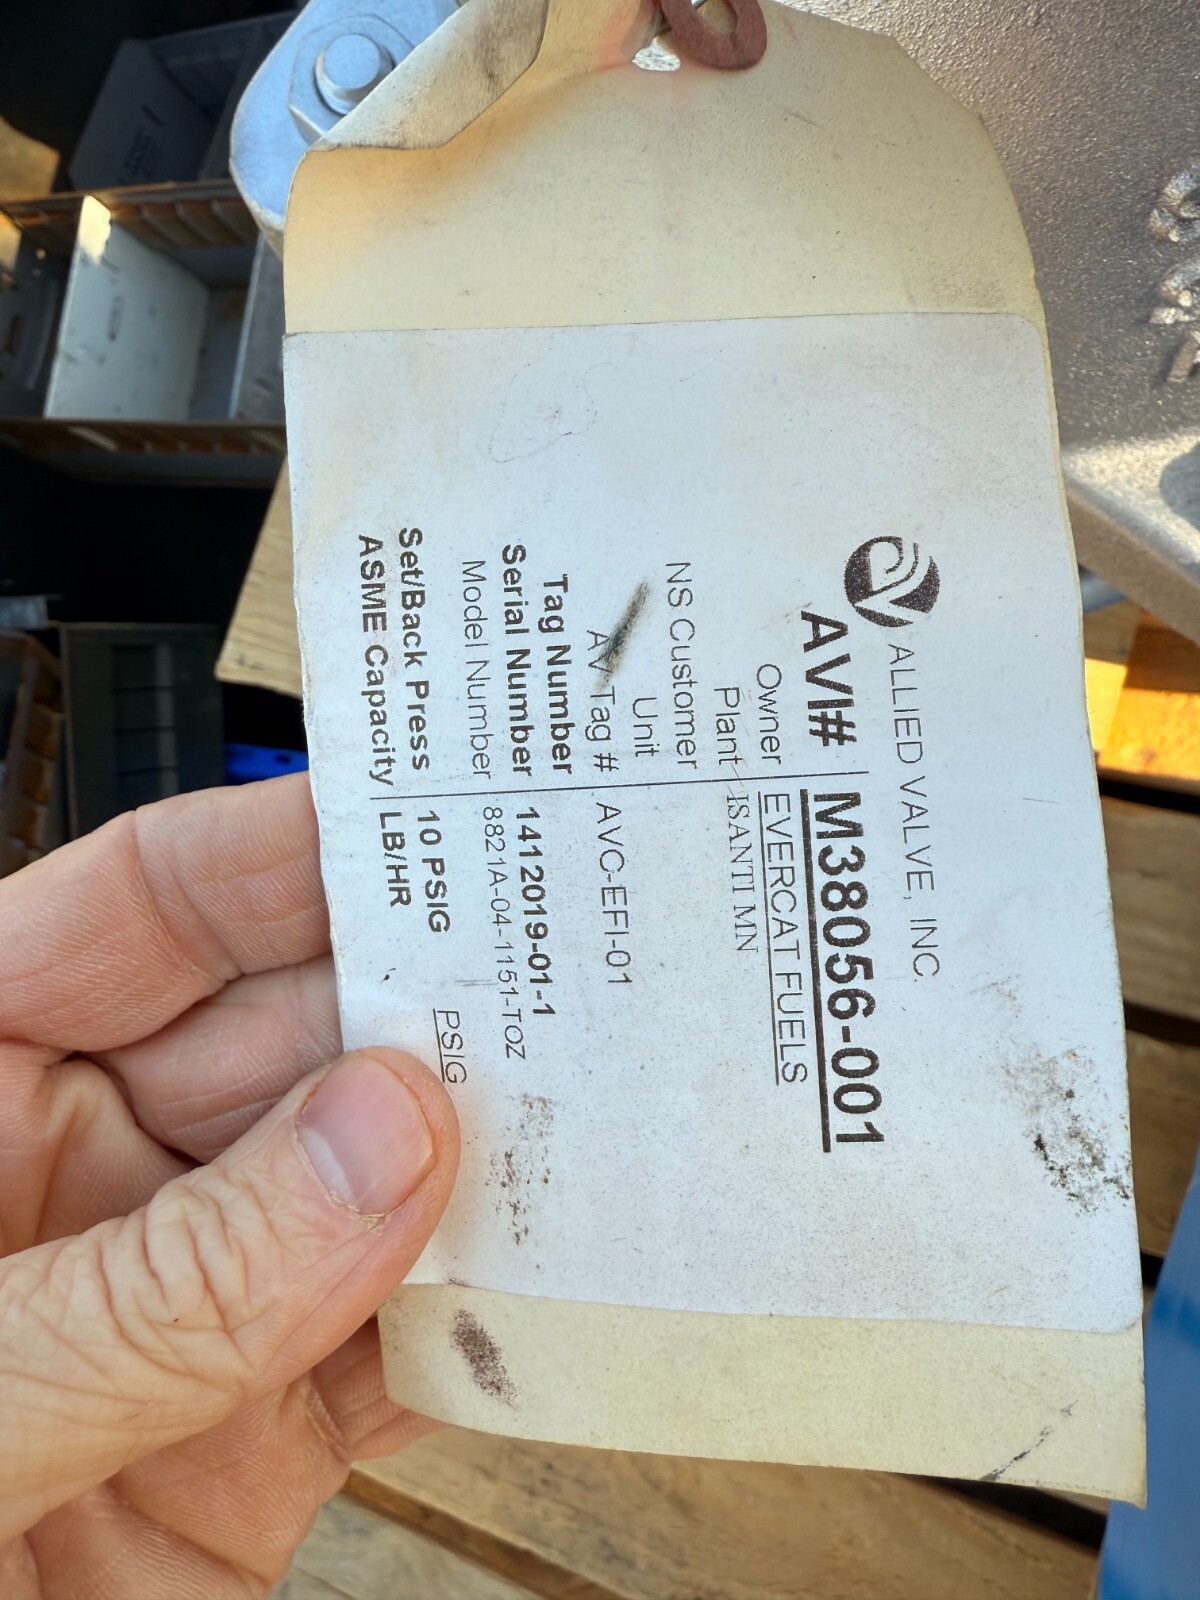 ALLIED VALVE, INC.
AVI# M38056-001
Owner EVERCAT FUELS
Plant ISANTI MN
NS Customer
Unit
AV Tag # AVC-EFI-01
Tag Number
Serial Number 1412019-01-1
Model Number 8821A-04-1151-TOZ
Set/Back Press 10 PSIG PSIG
ASME Capacity LB/HR